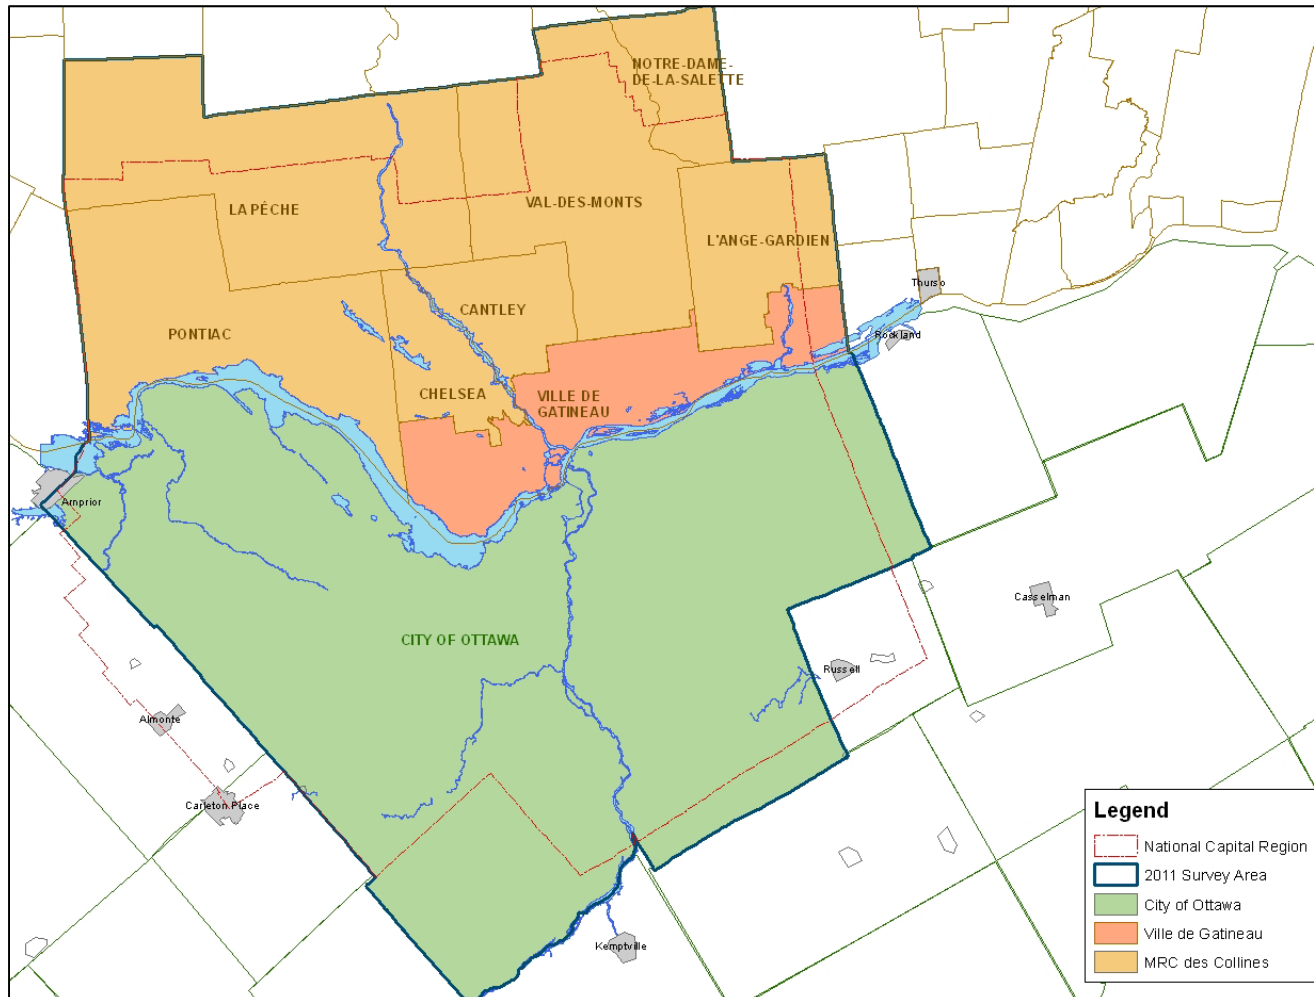 NOTRE-DAME-
DE-LA-SALETTE
LA PÊCHE
VAL-DES-MONTS
L'ANGE-GARDIEN
Thurso
CANTLEY
PONTIAC
Rockland
CHELSEA
VILLE DE
GATINEAU
Arnprior
Casselman
CITY OF OTTAWA
Russell
Almonte
Carleton Place
Kemptville
Legend
National Capital Region
2011 Survey Area
City of Ottawa
Ville de Gatineau
MRC des Collines